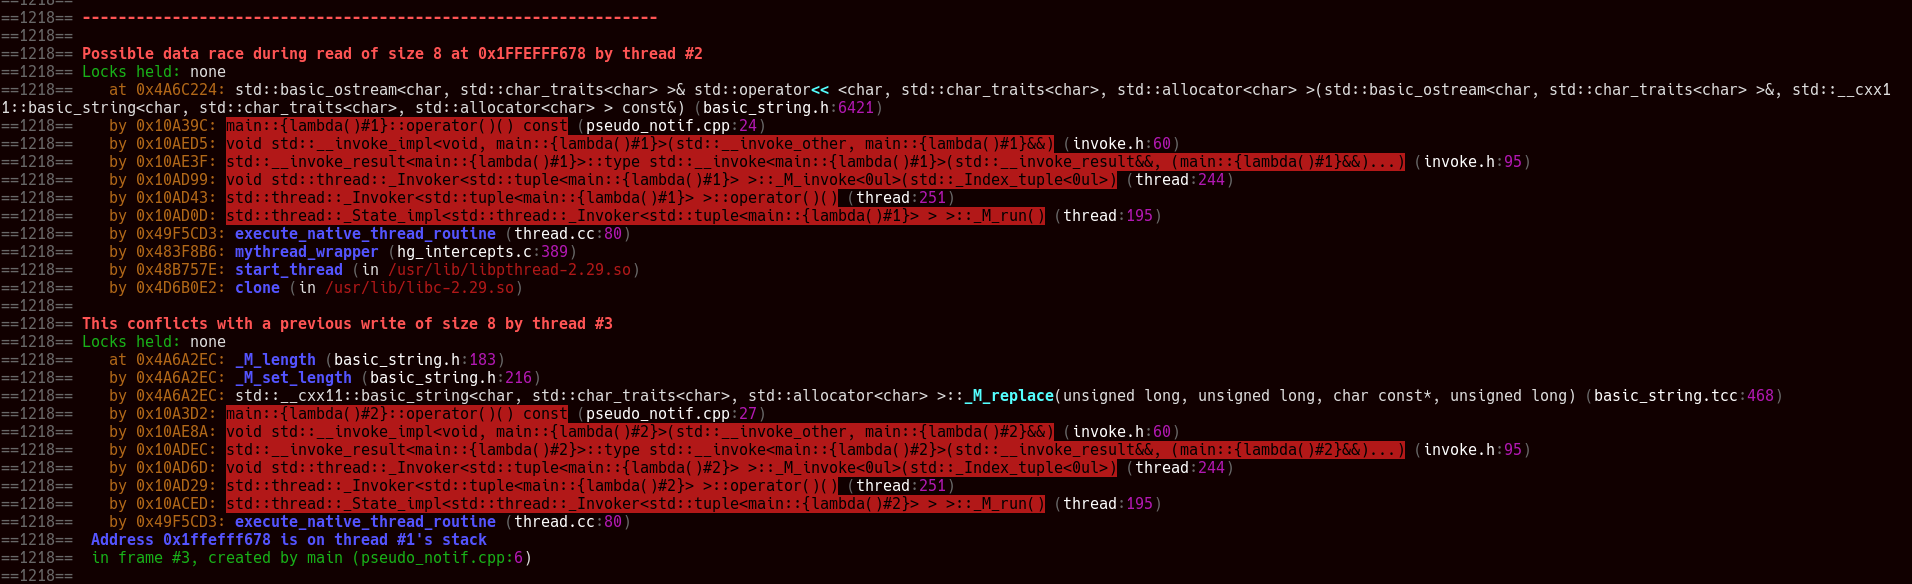 ==1218==
==1218== ----------------------------------------------------------------
==1218==
==1218== Possible data race during read of size 8 at 0x1FFEFFF678 by thread #2
==1218== Locks held: none
==1218==    at 0x4A6C224: std::basic_ostream<char, std::char_traits<char> >& std::operator<< <char, std::char_traits<char>, std::allocator<char> >(std::basic_ostream<char, std::char_traits<char> >&, std::__cxx1
1::basic_string<char, std::char_traits<char>, std::allocator<char> > const&) (basic_string.h:6421)
==1218==    by 0x10A39C: main::{lambda()#1}::operator()() const (pseudo_notif.cpp:24)
==1218==    by 0x10AED5: void std::__invoke_impl<void, main::{lambda()#1}>(std::__invoke_other, main::{lambda()#1}&&) (invoke.h:60)
==1218==    by 0x10AE3F: std::__invoke_result<main::{lambda()#1}>::type std::__invoke<main::{lambda()#1}>(std::__invoke_result&&, (main::{lambda()#1}&&)...) (invoke.h:95)
==1218==    by 0x10AD99: void std::thread::_Invoker<std::tuple<main::{lambda()#1}> >::_M_invoke<0ul>(std::_Index_tuple<0ul>) (thread:244)
==1218==    by 0x10AD43: std::thread::_Invoker<std::tuple<main::{lambda()#1}> >::operator()() (thread:251)
==1218==    by 0x10AD0D: std::thread::_State_impl<std::thread::_Invoker<std::tuple<main::{lambda()#1}> > >::_M_run() (thread:195)
==1218==    by 0x49F5CD3: execute_native_thread_routine (thread.cc:80)
==1218==    by 0x483F8B6: mythread_wrapper (hg_intercepts.c:389)
==1218==    by 0x48B757E: start_thread (in /usr/lib/libpthread-2.29.so)
==1218==    by 0x4D6B0E2: clone (in /usr/lib/libc-2.29.so)
==1218==
==1218== This conflicts with a previous write of size 8 by thread #3
==1218== Locks held: none
==1218==    at 0x4A6A2EC: _M_length (basic_string.h:183)
==1218==    by 0x4A6A2EC: _M_set_length (basic_string.h:216)
==1218==    by 0x4A6A2EC: std::__cxx11::basic_string<char, std::char_traits<char>, std::allocator<char> >::_M_replace(unsigned long, unsigned long, char const*, unsigned long) (basic_string.tcc:468)
==1218==    by 0x10A3D2: main::{lambda()#2}::operator()() const (pseudo_notif.cpp:27)
==1218==    by 0x10AE8A: void std::__invoke_impl<void, main::{lambda()#2}>(std::__invoke_other, main::{lambda()#2}&&) (invoke.h:60)
==1218==    by 0x10ADEC: std::__invoke_result<main::{lambda()#2}>::type std::__invoke<main::{lambda()#2}>(std::__invoke_result&&, (main::{lambda()#2}&&)...) (invoke.h:95)
==1218==    by 0x10AD6D: void std::thread::_Invoker<std::tuple<main::{lambda()#2}> >::_M_invoke<0ul>(std::_Index_tuple<0ul>) (thread:244)
==1218==    by 0x10AD29: std::thread::_Invoker<std::tuple<main::{lambda()#2}> >::operator()() (thread:251)
==1218==    by 0x10ACED: std::thread::_State_impl<std::thread::_Invoker<std::tuple<main::{lambda()#2}> > >::_M_run() (thread:195)
==1218==    by 0x49F5CD3: execute_native_thread_routine (thread.cc:80)
==1218==  Address 0x1ffefff678 is on thread #1's stack
==1218==  in frame #3, created by main (pseudo_notif.cpp:6)
==1218==